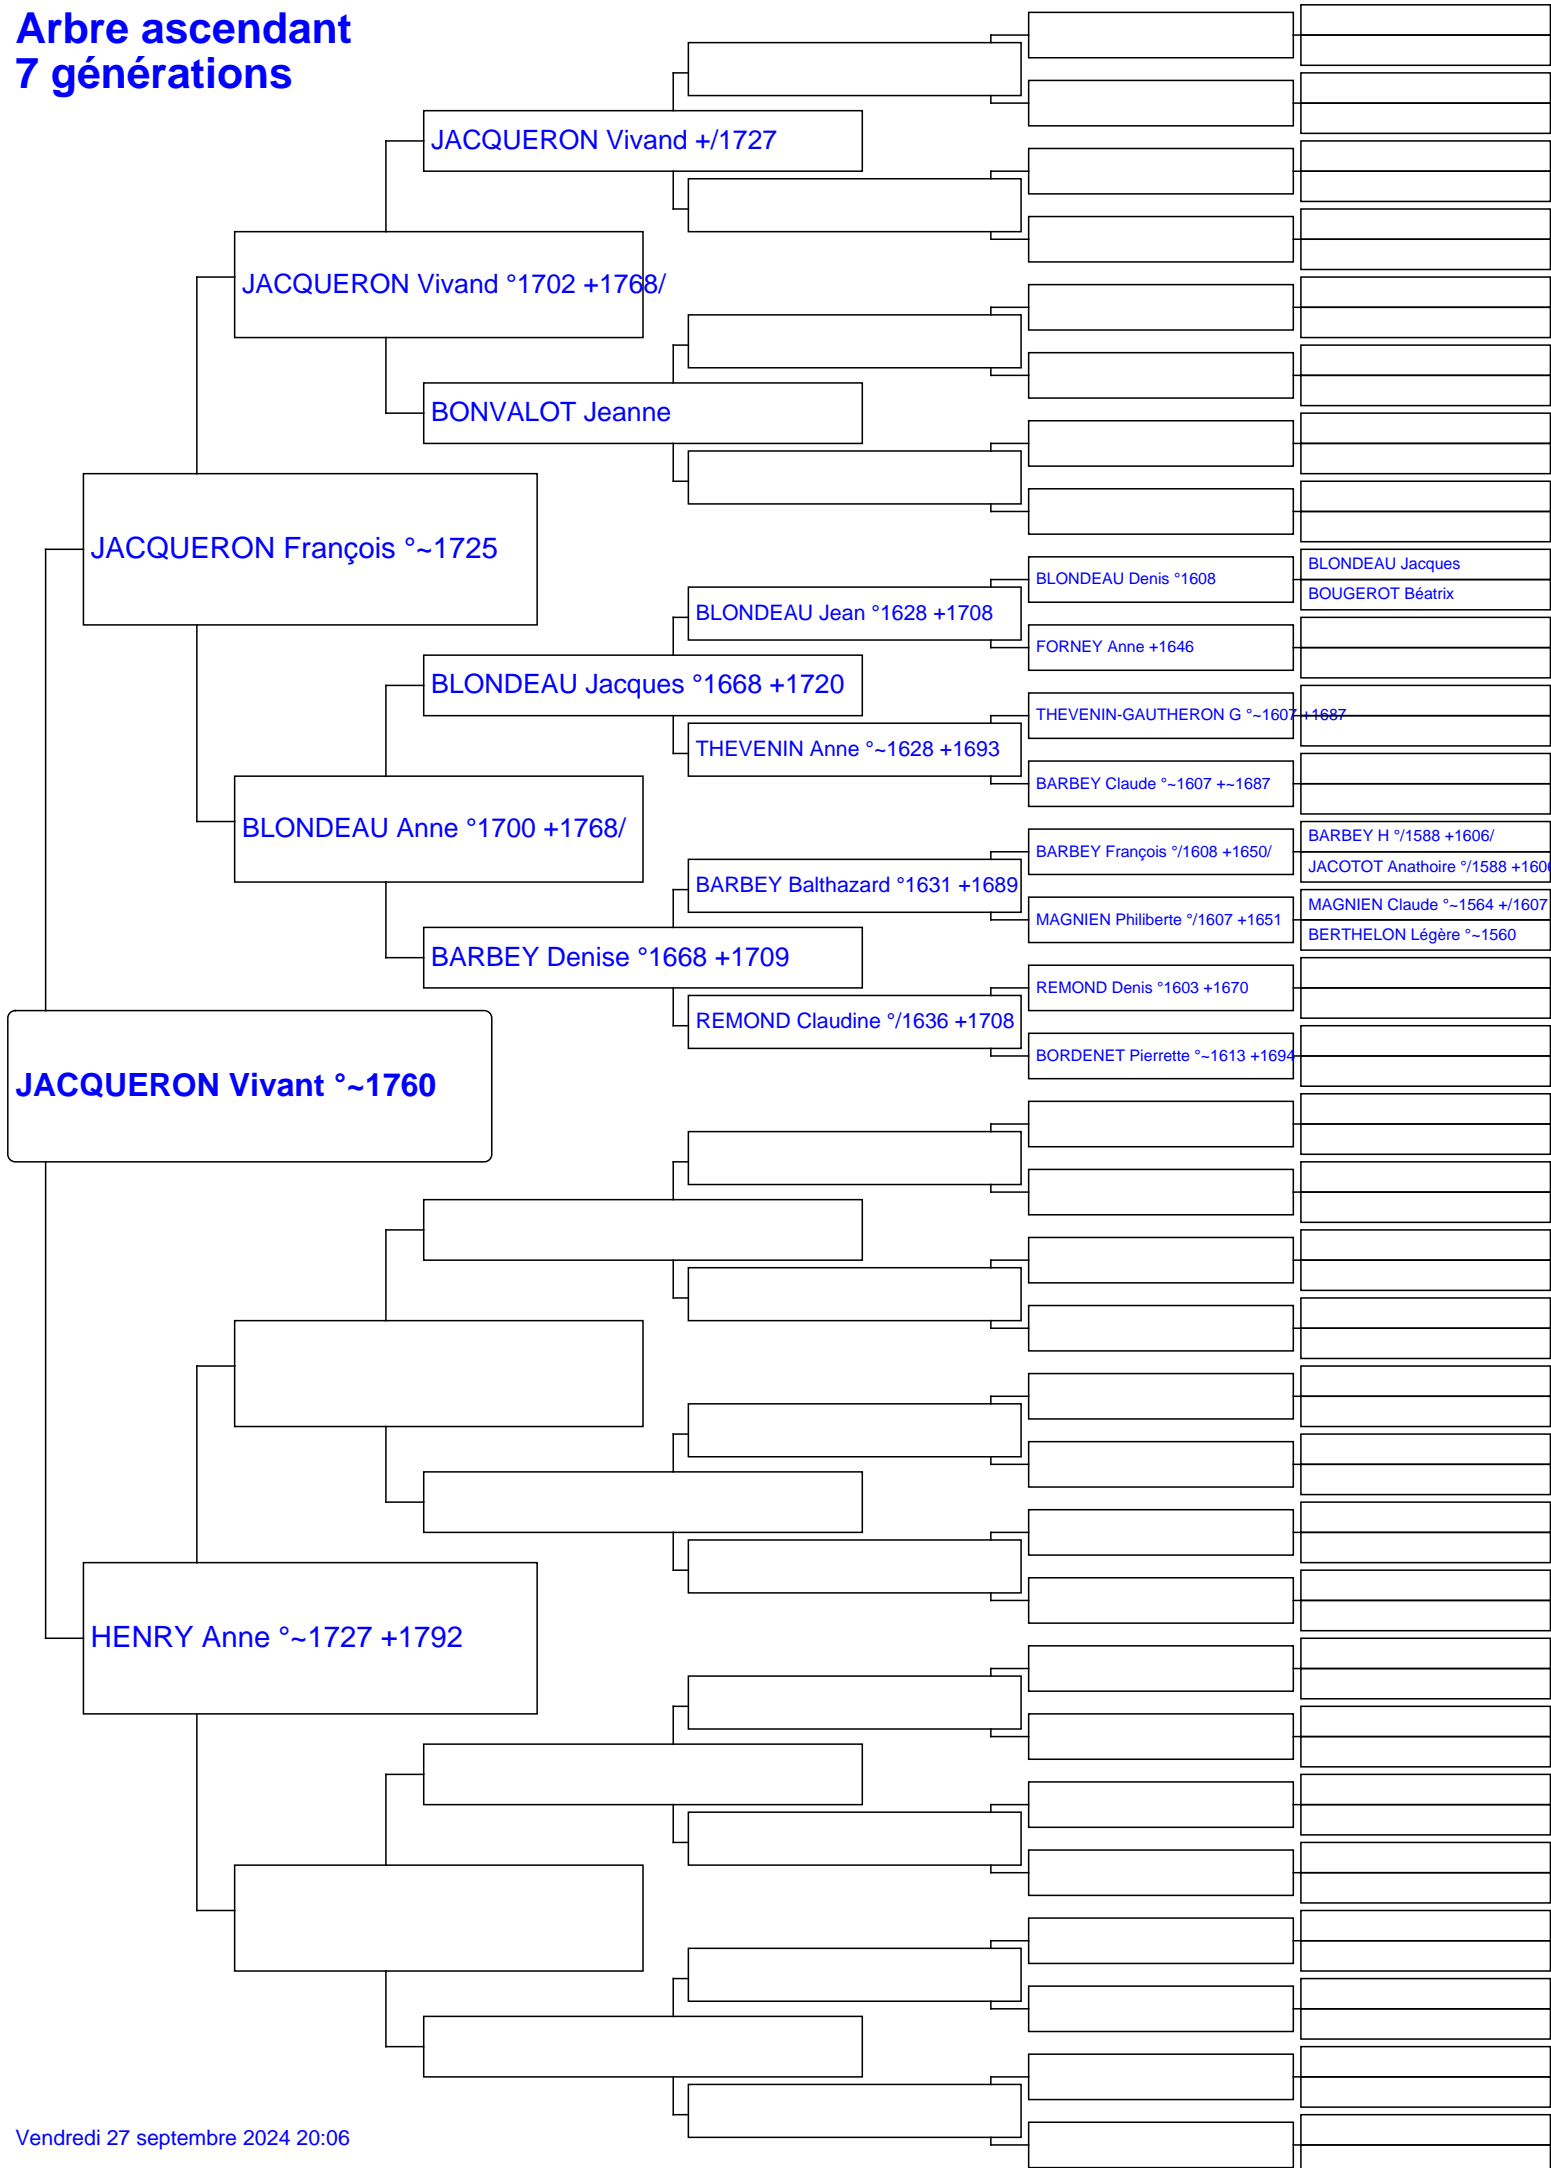 Arbre ascendant
7 générations
JACQUERON Vivand +/1727
JACQUERON Vivand °1702 +1768/
BONVALOT Jeanne
JACQUERON François °~1725
BLONDEAU Denis °1608
BLONDEAU Jacques
BOUGEROT Béatrix
BLONDEAU Jean °1628 +1708
FORNEY Anne +1646
BLONDEAU Jacques °1668 +1720
THEVENIN-GAUTHERON G °~1607 +1687
THEVENIN Anne °~1628 +1693
BARBEY Claude °~1607 +~1687
BLONDEAU Anne °1700 +1768/
BARBEY H °/1588 +1606/
BARBEY François °/1608 +1650/
JACOTOT Anathoire °/1588 +1606
BARBEY Balthazard °1631 +1689
MAGNIEN Claude °~1564 +/1607
MAGNIEN Philiberte °/1607 +1651
BERTHELON Légère °~1560
BARBEY Denise °1668 +1709
REMOND Denis °1603 +1670
REMOND Claudine °/1636 +1708
BORDENET Pierrette °~1613 +1694
JACQUERON Vivant °~1760
HENRY Anne °~1727 +1792
Vendredi 27 septembre 2024 20:06